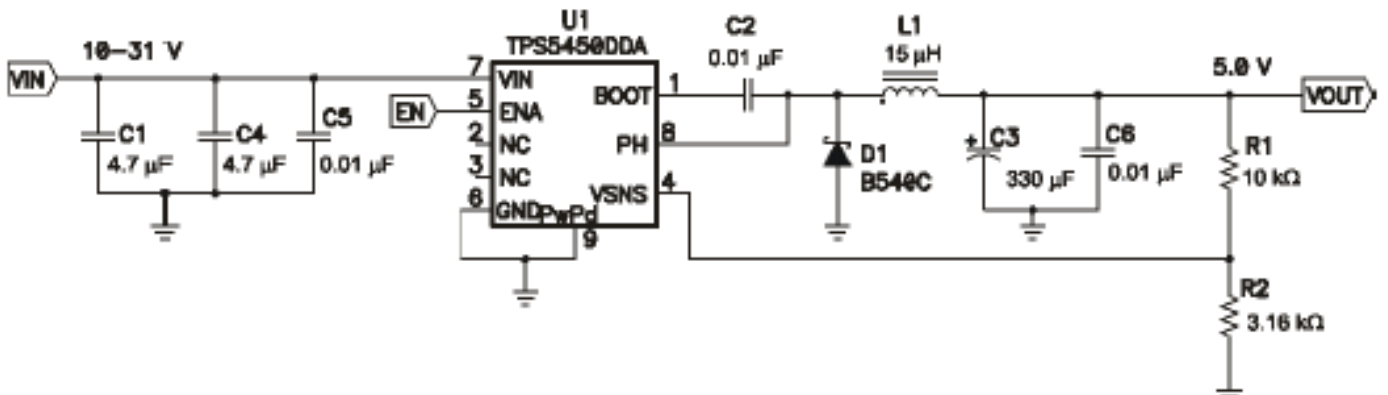 U1
TPS5450DDA
10-31 V
VIN
EN
7 VIN
5 ENA
2 NC
3 NC
6 GND
PwPd
9
BOOT 1
PH 8
VSNS 4
C1
4.7 µF
C4
4.7 µF
C5
0.01 µF
C2
0.01 µF
L1
15 µH
D1
B540C
+ C3
330 µF
C6
0.01 µF
5.0 V
VOUT
R1
10 kΩ
R2
3.16 kΩ